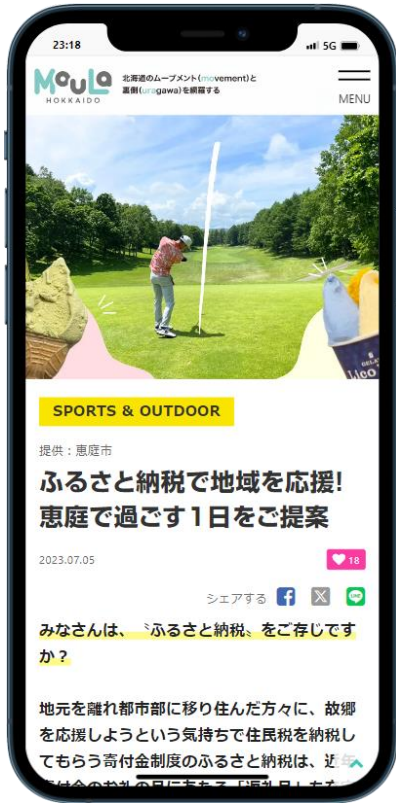 23:18
5G
MouLa
HOKKAIDO
北海道のムーブメント(movement)と
裏側(uragawa)を網羅する
MENU
Lico
SPORTS & OUTDOOR
提供：恵庭市
ふるさと納税で地域を応援!
恵庭で過ごす1日をご提案
2023.07.05
18
シェアする
LINE
みなさんは、〝ふるさと納税〟をご存じです
か？
地元を離れ都市部に移り住んだ方々に、故郷
を応援しようという気持ちで住民税を納税し
てもらう寄付金制度のふるさと納税は、近年